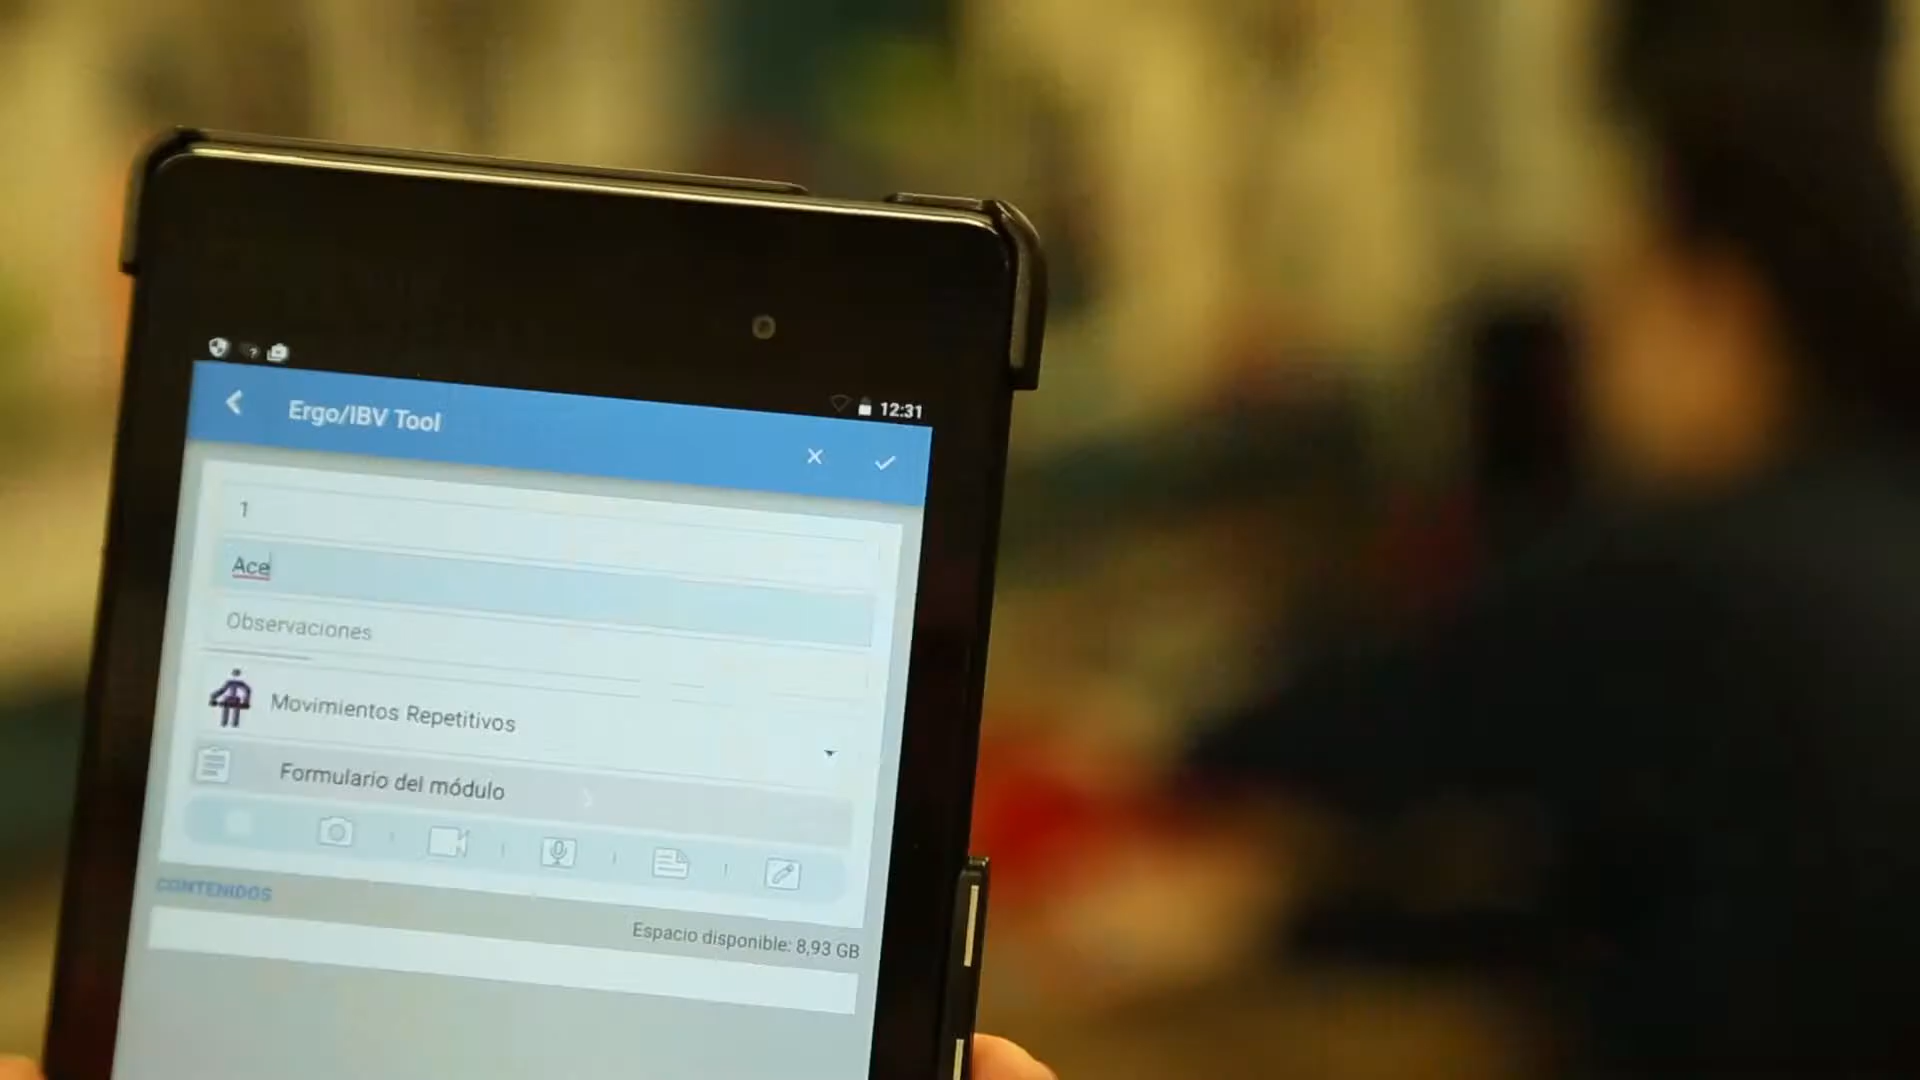 12:31
Ergo/IBV Tool
1
Ace
Observaciones
Movimientos Repetitivos
Formulario del módulo
CONTENIDOS
Espacio disponible: 8,93 GB